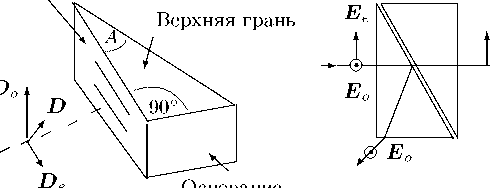 Верхняя грань
A
90°
D_o
D
D_e
Основание
E_e
E_o
E_o